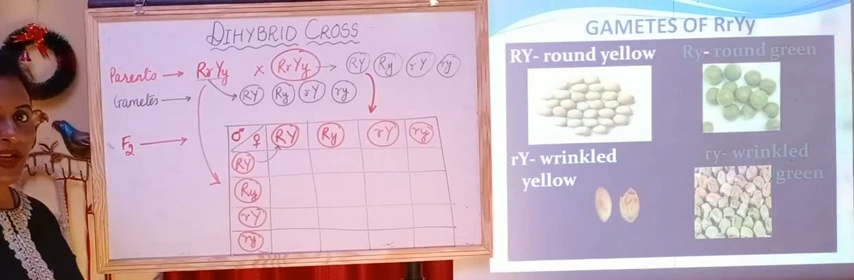 DIHYBRID CROSS
Parents → RrYy × RrYy → RY Ry rY ry
Gametes → RY Ry rY ry
F2 →
♂ ♀ RY Ry rY ry
RY
Ry
rY
ry
GAMETES OF RrYy
RY- round yellow
Ry- round green
rY- wrinkled
yellow
ry- wrinkled
green